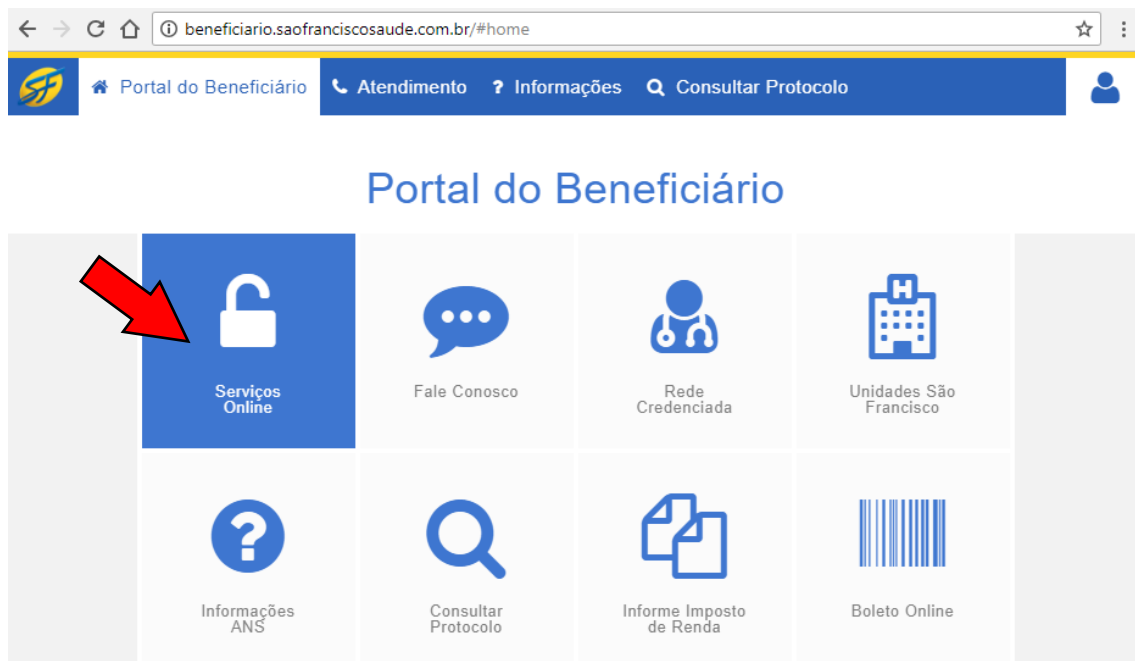 beneficiario.saofranciscosaude.com.br/#home
SF Portal do Beneficiário Atendimento ? Informações Consultar Protocolo
Portal do Beneficiário
Serviços
Online
Fale Conosco
Rede
Credenciada
H
Unidades São
Francisco
?
Informações
ANS
Consultar
Protocolo
Informe Imposto
de Renda
Boleto Online